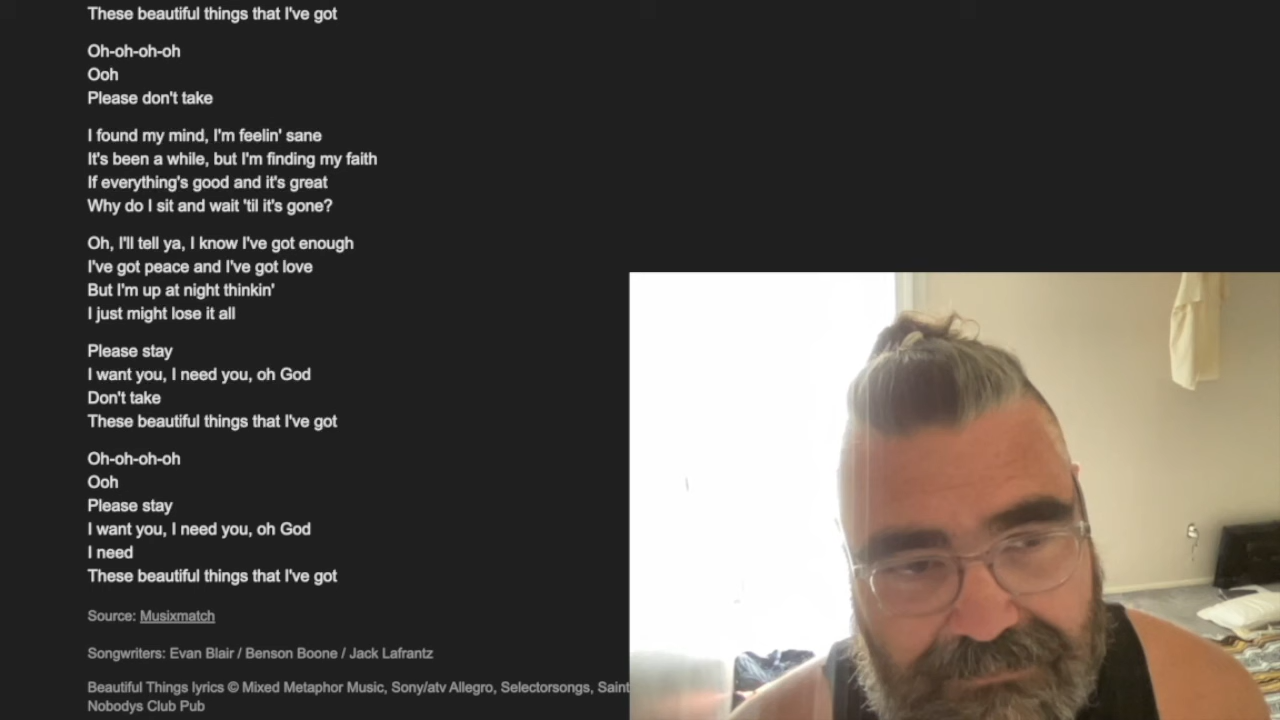 These beautiful things that I've got
Oh-oh-oh-oh
Ooh
Please don't take
I found my mind, I'm feelin' sane
It's been a while, but I'm finding my faith
If everything's good and it's great
Why do I sit and wait 'til it's gone?
Oh, I'll tell ya, I know I've got enough
I've got peace and I've got love
But I'm up at night thinkin'
I just might lose it all
Please stay
I want you, I need you, oh God
Don't take
These beautiful things that I've got
Oh-oh-oh-oh
Ooh
Please stay
I want you, I need you, oh God
I need
These beautiful things that I've got
Source: Musixmatch
Songwriters: Evan Blair / Benson Boone / Jack Lafrantz
Beautiful Things lyrics © Mixed Metaphor Music, Sony/atv Allegro, Selectorsongs, Saint
Nobodys Club Pub